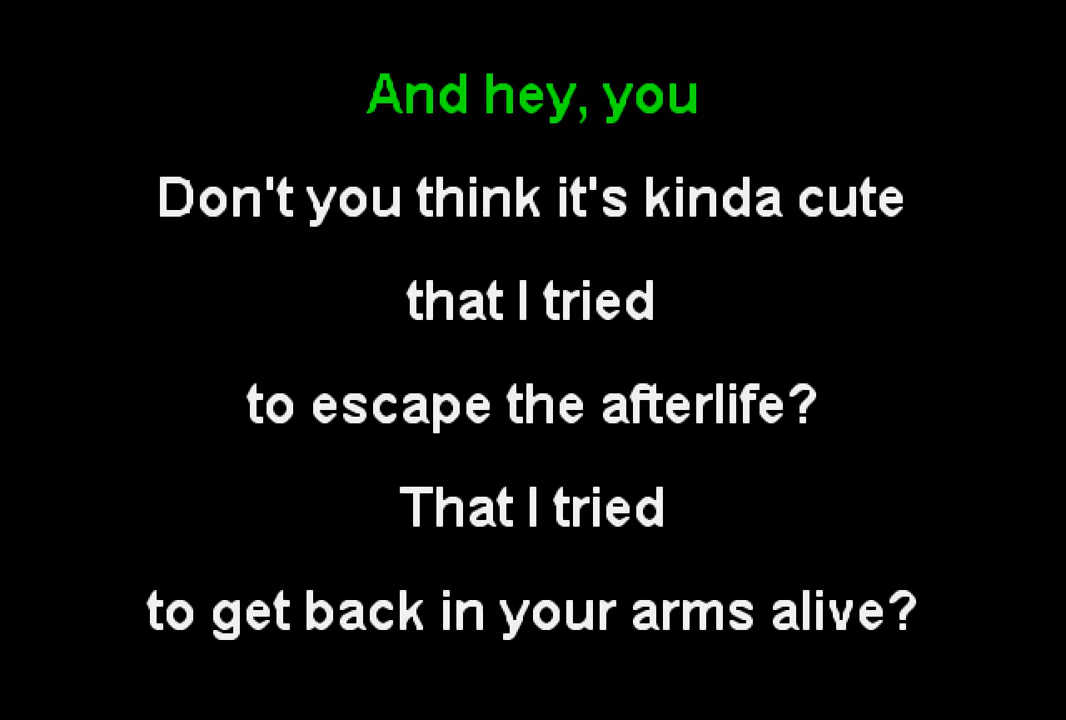 And hey, you
Don't you think it's kinda cute
that I tried
to escape the afterlife?
That I tried
to get back in your arms alive?